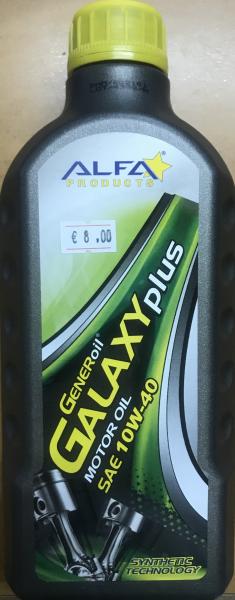 ALFA
PRODUCTS
€ 8 .00
GENERoil®
GALAXY plus
MOTOR OIL
SAE 10W-40
SYNTHETIC
TECHNOLOGY